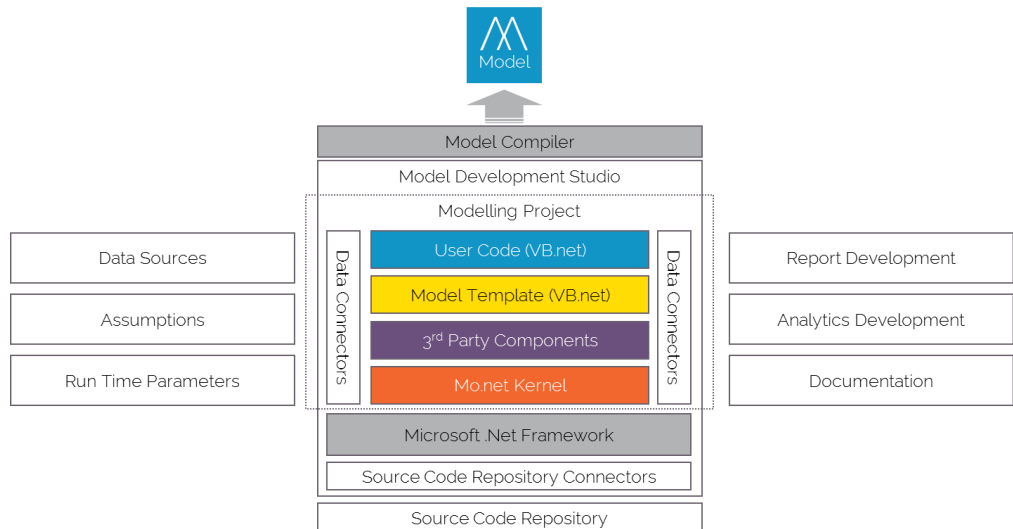 Model
Model Compiler
Model Development Studio
Modelling Project
Data Sources
Assumptions
Run Time Parameters
Data Connectors
User Code (VB.net)
Model Template (VB.net)
3rd Party Components
Mo.net Kernel
Data Connectors
Report Development
Analytics Development
Documentation
Microsoft .Net Framework
Source Code Repository Connectors
Source Code Repository